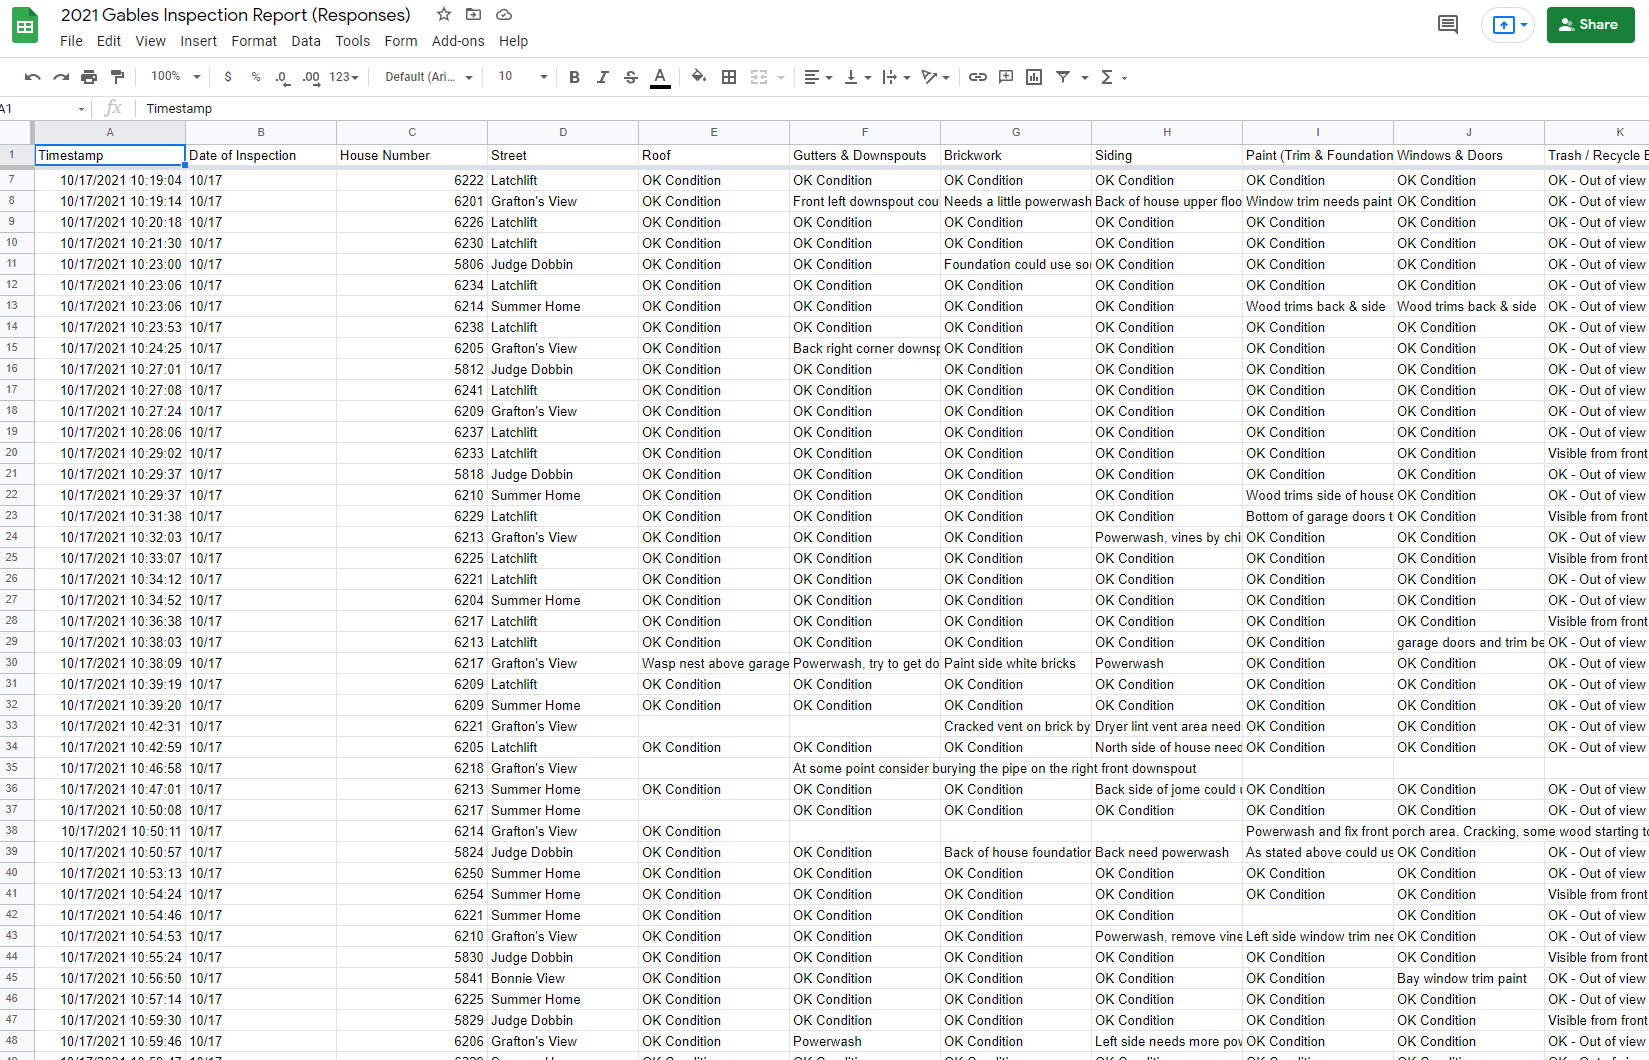 2021 Gables Inspection Report (Responses)
File Edit View Insert Format Data Tools Form Add-ons Help
Share
100% $ % .0 .00 123 Default (Ari... 10 B I S A Σ
A1 fx Timestamp
A B C D E F G H I J K
1 Timestamp Date of Inspection House Number Street Roof Gutters & Downspouts Brickwork Siding Paint (Trim & Foundation Windows & Doors Trash / Recycle
7 10/17/2021 10:19:04 10/17 6222 Latchlift OK Condition OK Condition OK Condition OK Condition OK Condition OK Condition OK - Out of view
8 10/17/2021 10:19:14 10/17 6201 Grafton's View OK Condition Front left downspout cou Needs a little powerwash Back of house upper floo Window trim needs paint OK Condition OK - Out of view
9 10/17/2021 10:20:18 10/17 6226 Latchlift OK Condition OK Condition OK Condition OK Condition OK Condition OK Condition OK - Out of view
10 10/17/2021 10:21:30 10/17 6230 Latchlift OK Condition OK Condition OK Condition OK Condition OK Condition OK Condition OK - Out of view
11 10/17/2021 10:23:00 10/17 5806 Judge Dobbin OK Condition OK Condition Foundation could use so OK Condition OK Condition OK Condition OK - Out of view
12 10/17/2021 10:23:06 10/17 6234 Latchlift OK Condition OK Condition OK Condition OK Condition OK Condition OK Condition OK - Out of view
13 10/17/2021 10:23:06 10/17 6214 Summer Home OK Condition OK Condition OK Condition OK Condition Wood trims back & side Wood trims back & side OK - Out of view
14 10/17/2021 10:23:53 10/17 6238 Latchlift OK Condition OK Condition OK Condition OK Condition OK Condition OK Condition OK - Out of view
15 10/17/2021 10:24:25 10/17 6205 Grafton's View OK Condition Back right corner downsp OK Condition OK Condition OK Condition OK Condition OK - Out of view
16 10/17/2021 10:27:01 10/17 5812 Judge Dobbin OK Condition OK Condition OK Condition OK Condition OK Condition OK Condition OK - Out of view
17 10/17/2021 10:27:08 10/17 6241 Latchlift OK Condition OK Condition OK Condition OK Condition OK Condition OK Condition OK - Out of view
18 10/17/2021 10:27:24 10/17 6209 Grafton's View OK Condition OK Condition OK Condition OK Condition OK Condition OK Condition OK - Out of view
19 10/17/2021 10:28:06 10/17 6237 Latchlift OK Condition OK Condition OK Condition OK Condition OK Condition OK Condition OK - Out of view
20 10/17/2021 10:29:02 10/17 6233 Latchlift OK Condition OK Condition OK Condition OK Condition OK Condition OK Condition Visible from front
21 10/17/2021 10:29:37 10/17 5818 Judge Dobbin OK Condition OK Condition OK Condition OK Condition OK Condition OK Condition OK - Out of view
22 10/17/2021 10:29:37 10/17 6210 Summer Home OK Condition OK Condition OK Condition OK Condition Wood trims side of house OK Condition OK - Out of view
23 10/17/2021 10:31:38 10/17 6229 Latchlift OK Condition OK Condition OK Condition OK Condition Bottom of garage doors t OK Condition Visible from front
24 10/17/2021 10:32:03 10/17 6213 Grafton's View OK Condition OK Condition OK Condition Powerwash, vines by chi OK Condition OK Condition OK - Out of view
25 10/17/2021 10:33:07 10/17 6225 Latchlift OK Condition OK Condition OK Condition OK Condition OK Condition OK Condition Visible from front
26 10/17/2021 10:34:12 10/17 6221 Latchlift OK Condition OK Condition OK Condition OK Condition OK Condition OK Condition OK - Out of view
27 10/17/2021 10:34:52 10/17 6204 Summer Home OK Condition OK Condition OK Condition OK Condition OK Condition OK Condition OK - Out of view
28 10/17/2021 10:36:38 10/17 6217 Latchlift OK Condition OK Condition OK Condition OK Condition OK Condition OK Condition Visible from front
29 10/17/2021 10:38:03 10/17 6213 Latchlift OK Condition OK Condition OK Condition OK Condition OK Condition garage doors and trim be OK - Out of view
30 10/17/2021 10:38:09 10/17 6217 Grafton's View Wasp nest above garage Powerwash, try to get do Paint side white bricks Powerwash OK Condition OK Condition OK - Out of view
31 10/17/2021 10:39:19 10/17 6209 Latchlift OK Condition OK Condition OK Condition OK Condition OK Condition OK Condition OK - Out of view
32 10/17/2021 10:39:20 10/17 6209 Summer Home OK Condition OK Condition OK Condition OK Condition OK Condition OK Condition OK - Out of view
33 10/17/2021 10:42:31 10/17 6221 Grafton's View Cracked vent on brick by Dryer lint vent area need OK Condition OK Condition OK - Out of view
34 10/17/2021 10:42:59 10/17 6205 Latchlift OK Condition OK Condition OK Condition North side of house need OK Condition OK Condition OK - Out of view
35 10/17/2021 10:46:58 10/17 6218 Grafton's View At some point consider burying the pipe on the right front downspout
36 10/17/2021 10:47:01 10/17 6213 Summer Home OK Condition OK Condition OK Condition Back side of jome could OK Condition OK Condition OK - Out of view
37 10/17/2021 10:50:08 10/17 6217 Summer Home OK Condition OK Condition OK Condition OK Condition OK Condition OK - Out of view
38 10/17/2021 10:50:11 10/17 6214 Grafton's View OK Condition Powerwash and fix front porch area. Cracking, some wood starting to
39 10/17/2021 10:50:57 10/17 5824 Judge Dobbin OK Condition OK Condition Back of house foundation Back need powerwash As stated above could us OK Condition OK - Out of view
40 10/17/2021 10:53:13 10/17 6250 Summer Home OK Condition OK Condition OK Condition OK Condition OK Condition OK Condition OK - Out of view
41 10/17/2021 10:54:24 10/17 6254 Summer Home OK Condition OK Condition OK Condition OK Condition OK Condition OK Condition Visible from front
42 10/17/2021 10:54:46 10/17 6221 Summer Home OK Condition OK Condition OK Condition OK Condition OK Condition OK - Out of view
43 10/17/2021 10:54:53 10/17 6210 Grafton's View OK Condition OK Condition OK Condition Powerwash, remove vine Left side window trim nee OK Condition OK - Out of view
44 10/17/2021 10:55:24 10/17 5830 Judge Dobbin OK Condition OK Condition OK Condition OK Condition OK Condition OK Condition Visible from front
45 10/17/2021 10:56:50 10/17 5841 Bonnie View OK Condition OK Condition OK Condition OK Condition OK Condition Bay window trim paint OK - Out of view
46 10/17/2021 10:57:14 10/17 6225 Summer Home OK Condition OK Condition OK Condition OK Condition OK Condition OK Condition OK - Out of view
47 10/17/2021 10:59:30 10/17 5829 Judge Dobbin OK Condition OK Condition OK Condition OK Condition OK Condition OK Condition Visible from front
48 10/17/2021 10:59:46 10/17 6206 Grafton's View OK Condition Powerwash OK Condition Left side needs more pow OK Condition OK Condition OK - Out of view